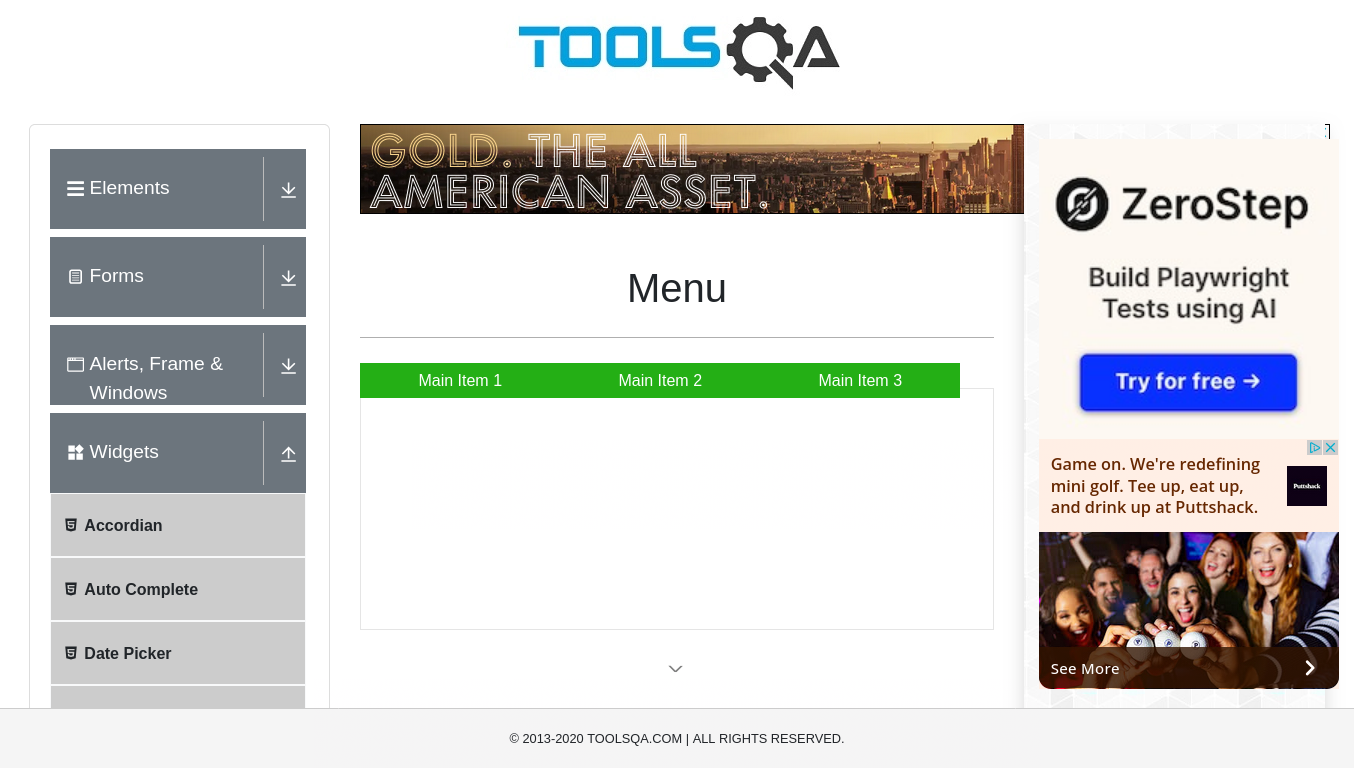 TOOLSQA
Elements
Forms
Alerts, Frame &
Windows
Widgets
Accordian
Auto Complete
Date Picker
GOLD. THE ALL
AMERICAN ASSET.
Menu
Main Item 1
Main Item 2
Main Item 3
ZeroStep
Build Playwright
Tests using AI
Try for free →
Game on. We're redefining
mini golf. Tee up, eat up,
and drink up at Puttshack.
Puttshack
See More
© 2013-2020 TOOLSQA.COM | ALL RIGHTS RESERVED.